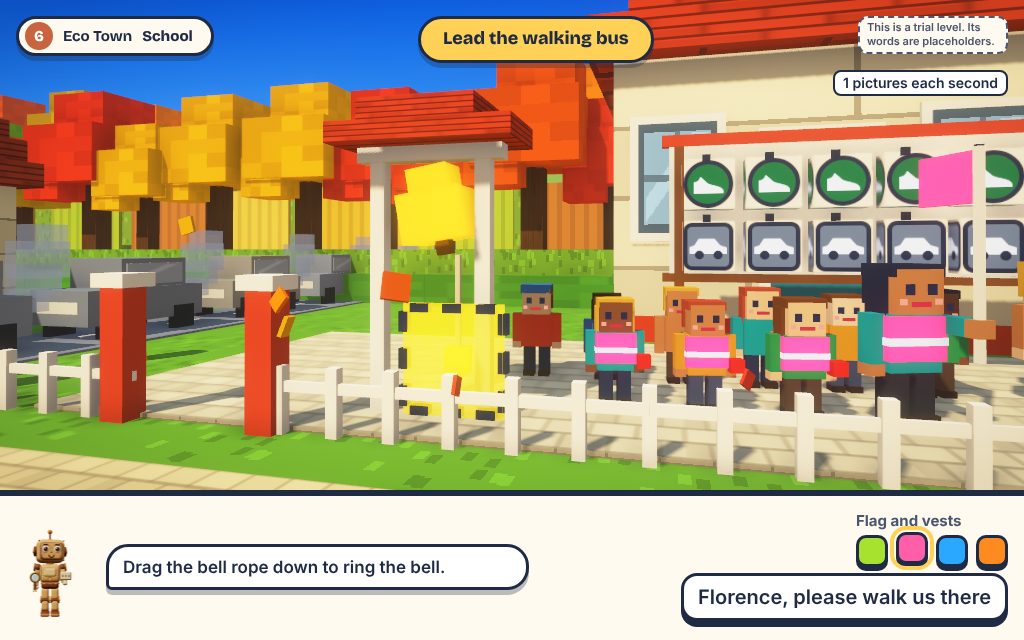 6 Eco Town School
Lead the walking bus
This is a trial level. Its
words are placeholders.
1 pictures each second
Flag and vests
Drag the bell rope down to ring the bell.
Florence, please walk us there